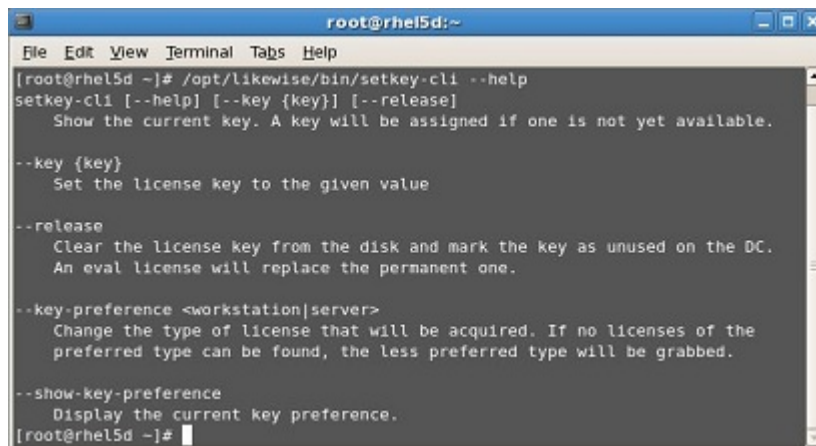 root@rhel5d:~
File Edit View Terminal Tabs Help
[root@rhel5d ~]# /opt/likewise/bin/setkey-cli --help
setkey-cli [--help] [--key {key}] [--release]
    Show the current key. A key will be assigned if one is not yet available.

--key {key}
    Set the license key to the given value

--release
    Clear the license key from the disk and mark the key as unused on the DC.
    An eval license will replace the permanent one.

--key-preference <workstation|server>
    Change the type of license that will be acquired. If no licenses of the
    preferred type can be found, the less preferred type will be grabbed.

--show-key-preference
    Display the current key preference.
[root@rhel5d ~]#